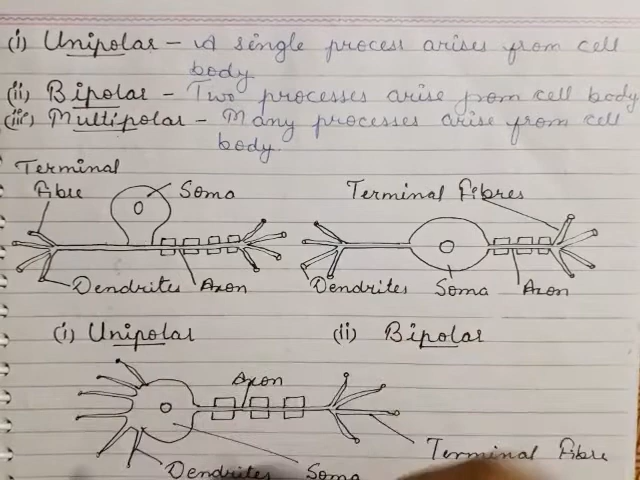 (i) Unipolar - A single process arises from cell
body
(ii) Bipolar - Two processes arise from cell body
(iii) Multipolar - Many processes arise from cell
body.
Terminal
Fibre
Soma
Dendrites
Axon
(i) Unipolar
Terminal Fibres
Dendrites
Soma
Axon
(ii) Bipolar
Axon
Terminal Fibre
Dendrites
Soma